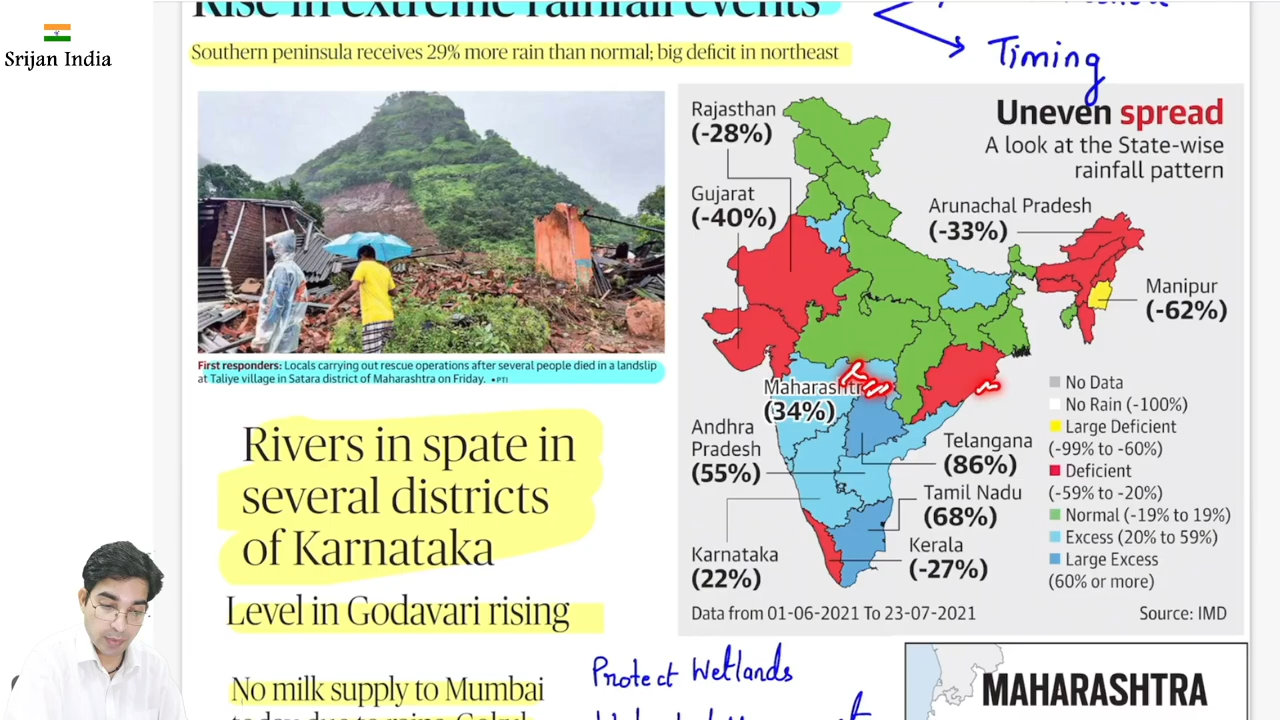 Rise in extreme rainfall events
Timing
Srijan India
Southern peninsula receives 29% more rain than normal; big deficit in northeast
First responders: Locals carrying out rescue operations after several people died in a landslip
at Taliye village in Satara district of Maharashtra on Friday. • PTI
Rivers in spate in
several districts
of Karnataka
Level in Godavari rising
No milk supply to Mumbai
Uneven spread
A look at the State-wise
rainfall pattern
Rajasthan
(-28%)
Gujarat
(-40%)
Arunachal Pradesh
(-33%)
Manipur
(-62%)
Maharashtr
(34%)
Andhra
Pradesh
(55%)
Telangana
(86%)
Tamil Nadu
(68%)
Karnataka
(22%)
Kerala
(-27%)
No Data
No Rain (-100%)
Large Deficient
(-99% to -60%)
Deficient
(-59% to -20%)
Normal (-19% to 19%)
Excess (20% to 59%)
Large Excess
(60% or more)
Data from 01-06-2021 To 23-07-2021
Source: IMD
Protect Wetlands
MAHARASHTRA